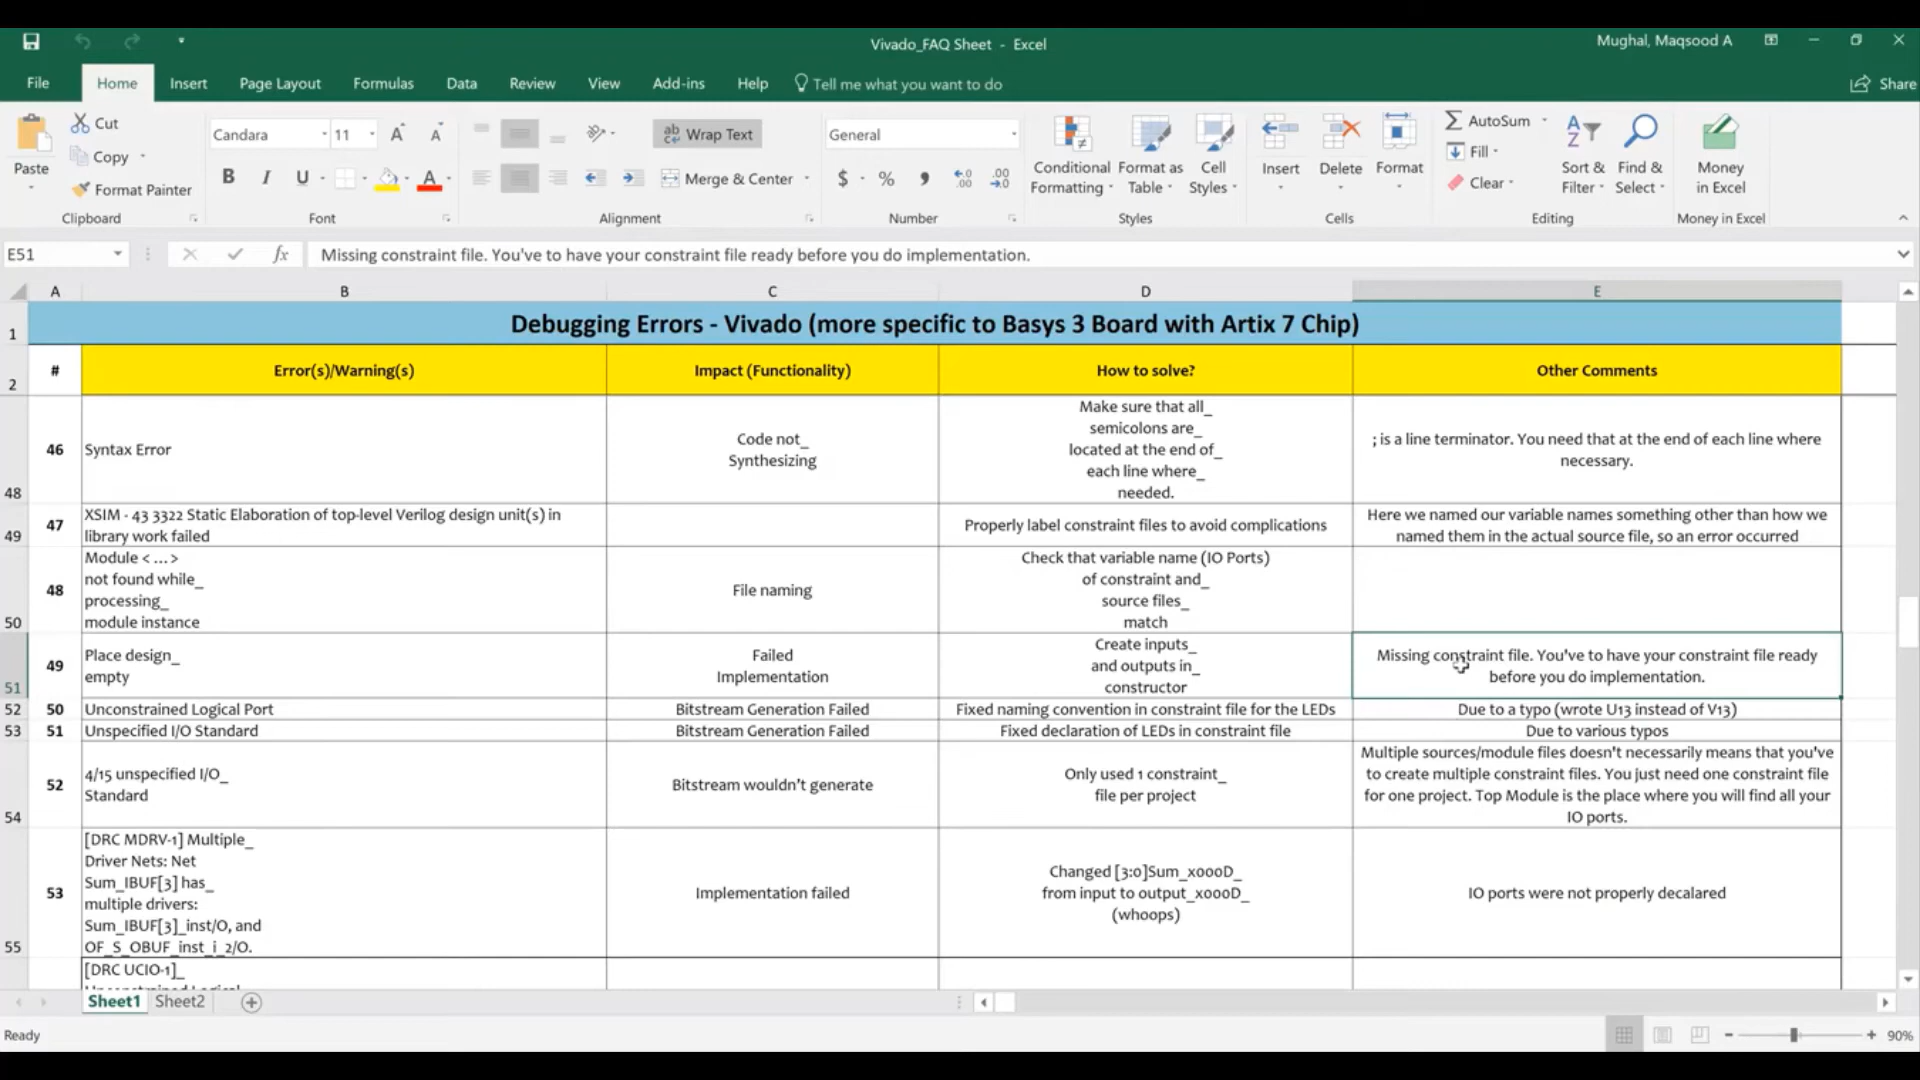 Vivado_FAQ Sheet - Excel
Mughal, Maqsood A
File Home Insert Page Layout Formulas Data Review View Add-ins Help Tell me what you want to do Share
Paste
Cut
Copy
Format Painter
Clipboard
Candara 11
B I U
Font
Wrap Text
Merge & Center
Alignment
General
$ % ,
Number
Conditional
Formatting
Format as
Table
Cell
Styles
Styles
Insert
Delete
Format
Cells
AutoSum
Fill
Clear
Sort &
Filter
Find &
Select
Editing
Money
in Excel
Money in Excel
E51
fx
Missing constraint file. You've to have your constraint file ready before you do implementation.
A B C D E
1
Debugging Errors - Vivado (more specific to Basys 3 Board with Artix 7 Chip)
2
# Error(s)/Warning(s) Impact (Functionality) How to solve? Other Comments
48
46
Syntax Error
Code not_
Synthesizing
Make sure that all_
semicolons are_
located at the end of_
each line where_
needed.
; is a line terminator. You need that at the end of each line where
necessary.
49
47
XSIM - 43 3322 Static Elaboration of top-level Verilog design unit(s) in
library work failed
Properly label constraint files to avoid complications
Here we named our variable names something other than how we
named them in the actual source file, so an error occurred
50
48
Module < ... >
not found while_
processing_
module instance
File naming
Check that variable name (IO Ports)
of constraint and_
source files_
match
51
49
Place design_
empty
Failed
Implementation
Create inputs_
and outputs in_
constructor
Missing constraint file. You've to have your constraint file ready
before you do implementation.
52
50
Unconstrained Logical Port
Bitstream Generation Failed
Fixed naming convention in constraint file for the LEDs
Due to a typo (wrote U13 instead of V13)
53
51
Unspecified I/O Standard
Bitstream Generation Failed
Fixed declaration of LEDs in constraint file
Due to various typos
54
52
4/15 unspecified I/O_
Standard
Bitstream wouldn't generate
Only used 1 constraint_
file per project
Multiple sources/module files doesn't necessarily means that you've
to create multiple constraint files. You just need one constraint file
for one project. Top Module is the place where you will find all your
IO ports.
55
53
[DRC MDRV-1] Multiple_
Driver Nets: Net
Sum_IBUF[3] has_
multiple drivers:
Sum_IBUF[3]_inst/O, and
OF_S_OBUF_inst_i_2/O.
Implementation failed
Changed [3:0]Sum_x000D_
from input to output_x000D_
(whoops)
IO ports were not properly decalared
[DRC UCIO-1]_
Sheet1 Sheet2
Ready
90%